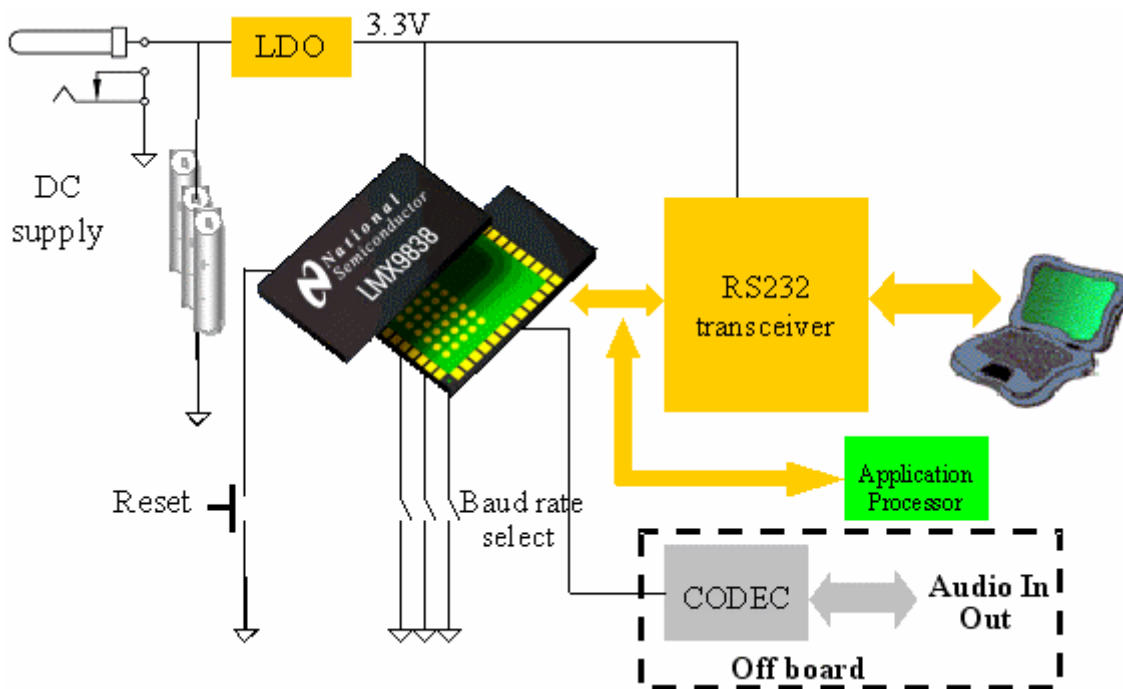 LDO
3.3V
DC
supply
National
Semiconductor
LMX9838
RS232
transceiver
Application
Processor
Reset
Baud rate
select
CODEC
Audio In
Out
Off board